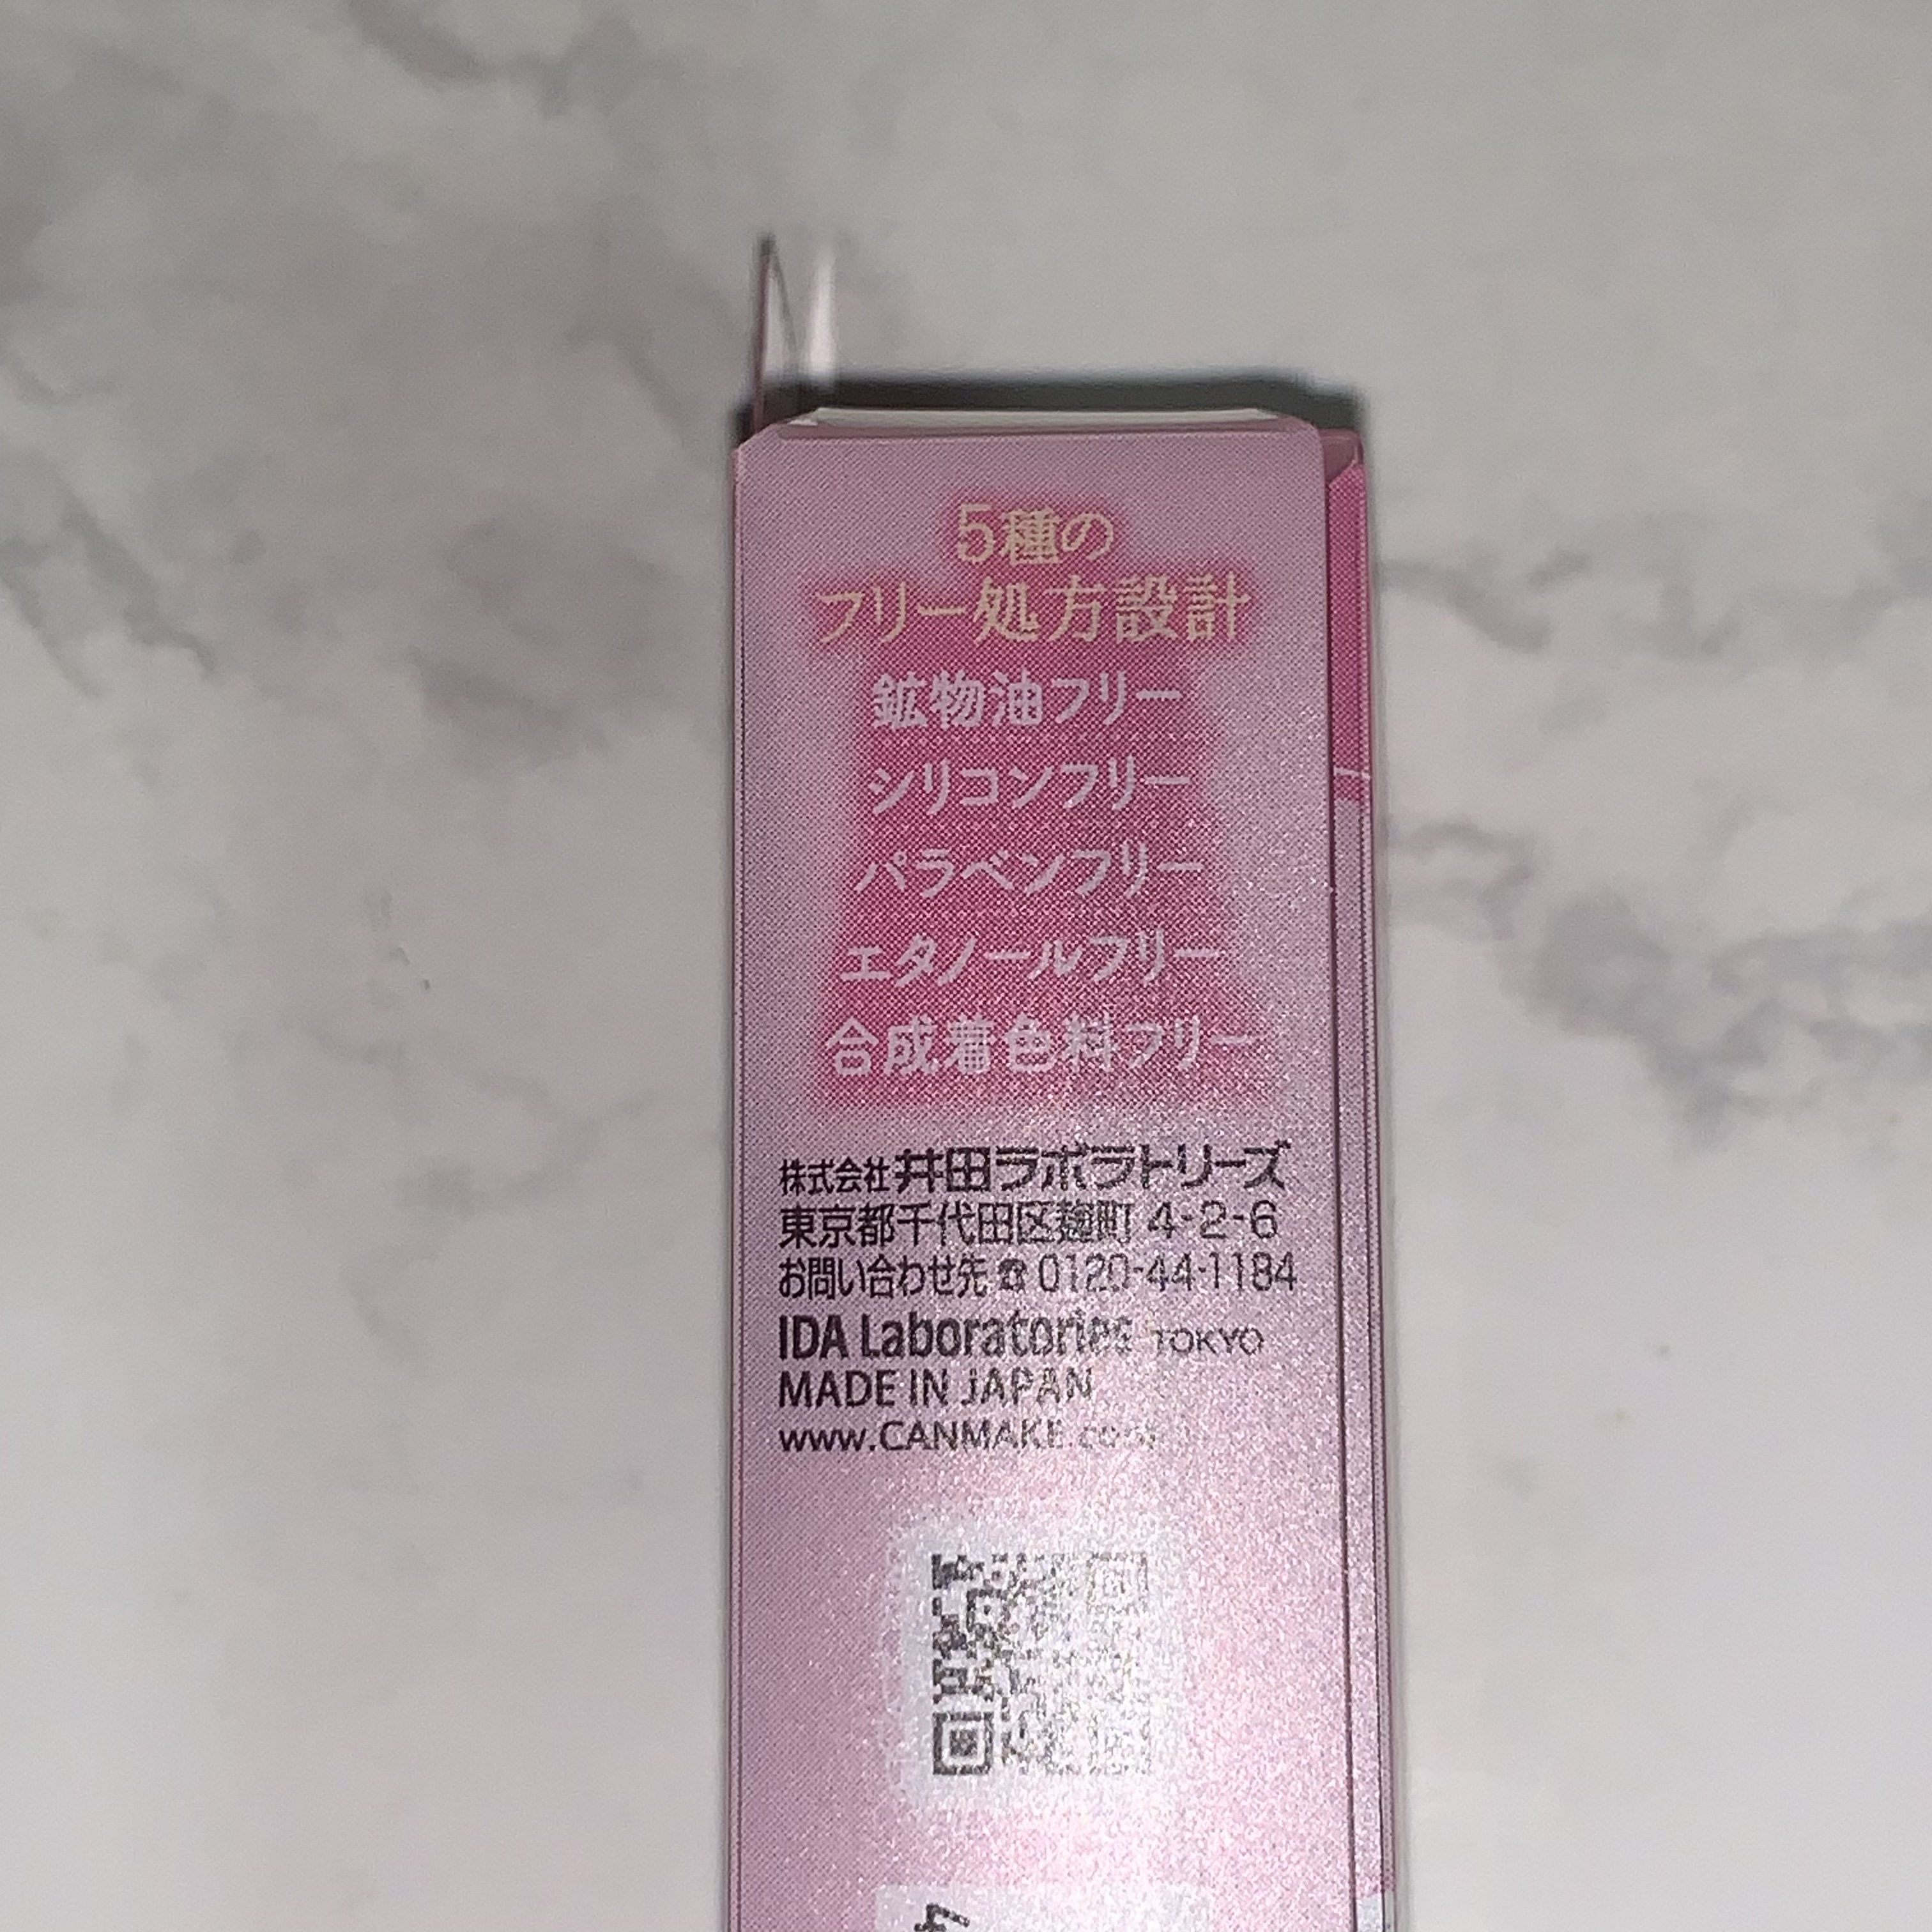 5種の
フリー処方設計
鉱物油フリー
シリコンフリー
パラベンフリー
エタノールフリー
合成着色料フリー
株式会社井田ラボラトリーズ
東京都千代田区麹町 4-2-6
お問い合わせ先☎0120-44-1184
IDA Laboratories TOKYO
MADE IN JAPAN
www.CANMAKE.com